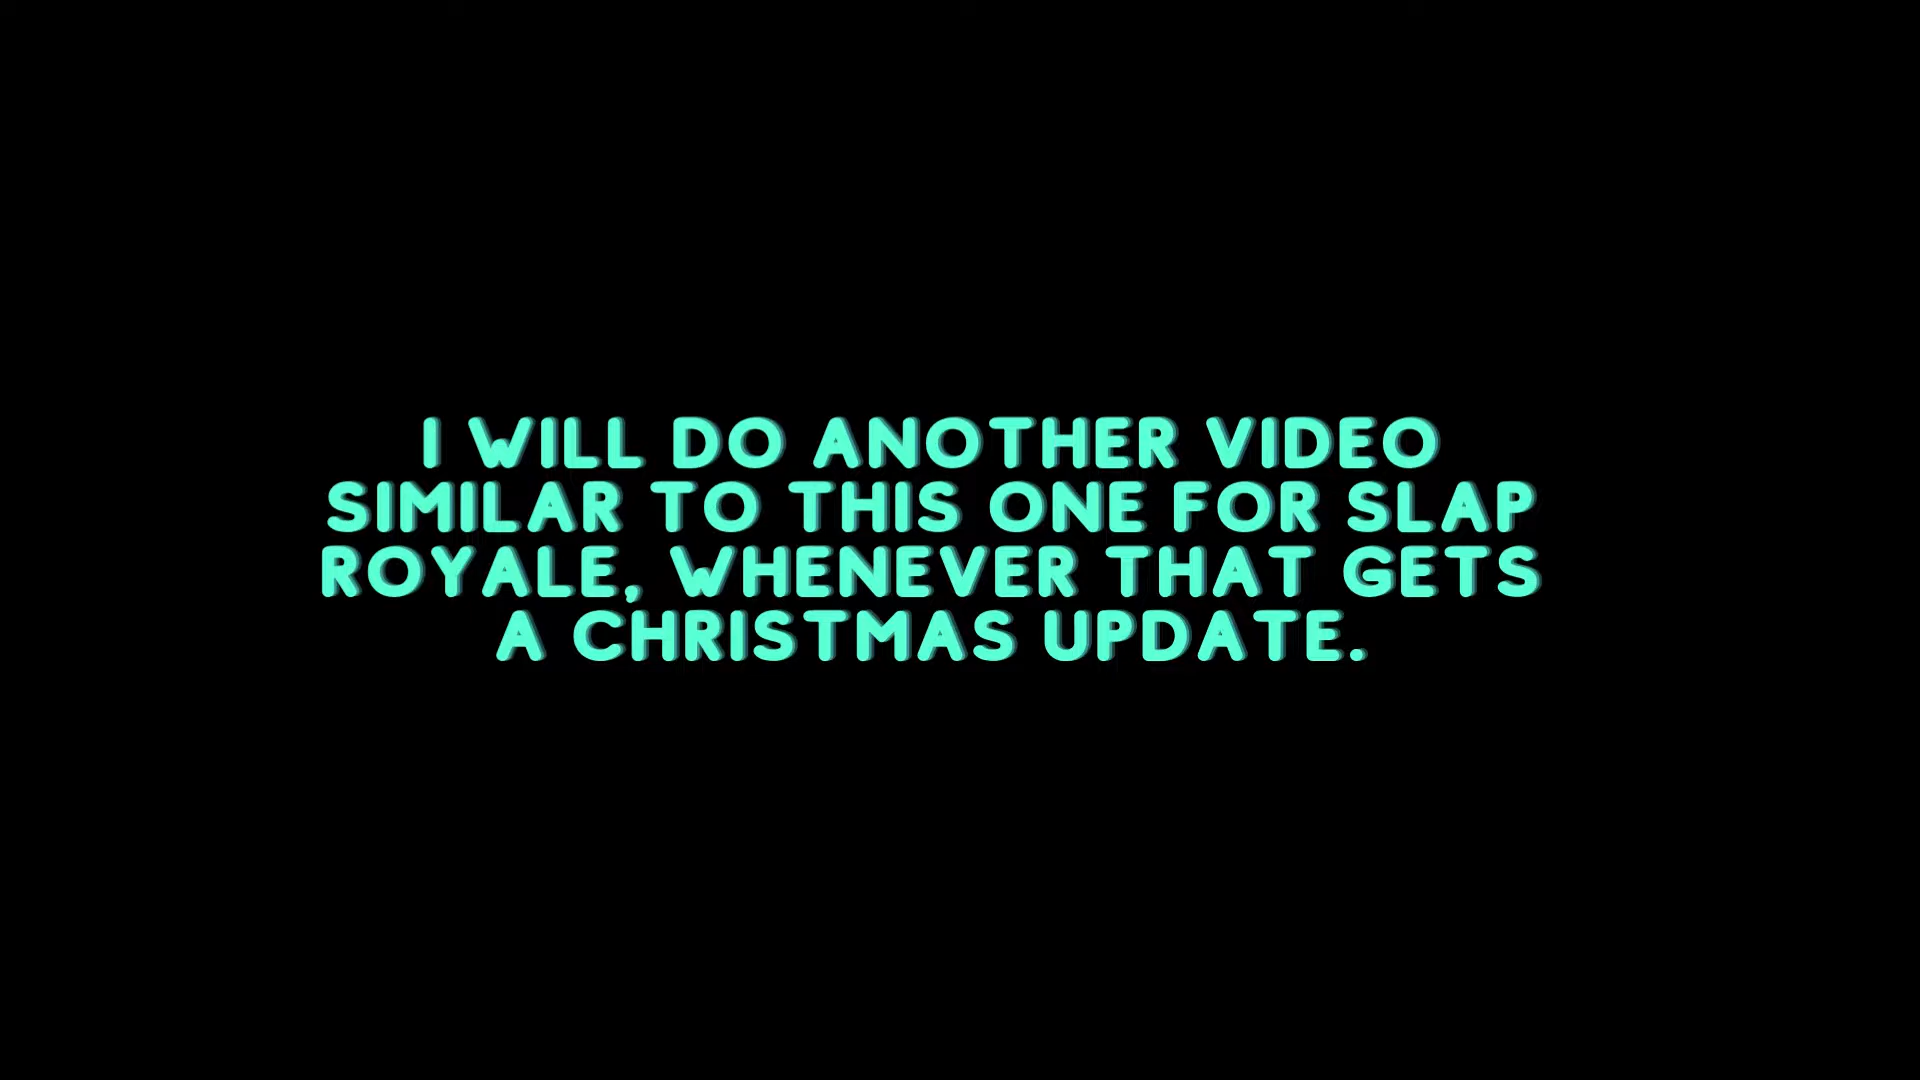 I WILL DO ANOTHER VIDEO
SIMILAR TO THIS ONE FOR SLAP
ROYALE, WHENEVER THAT GETS
A CHRISTMAS UPDATE.